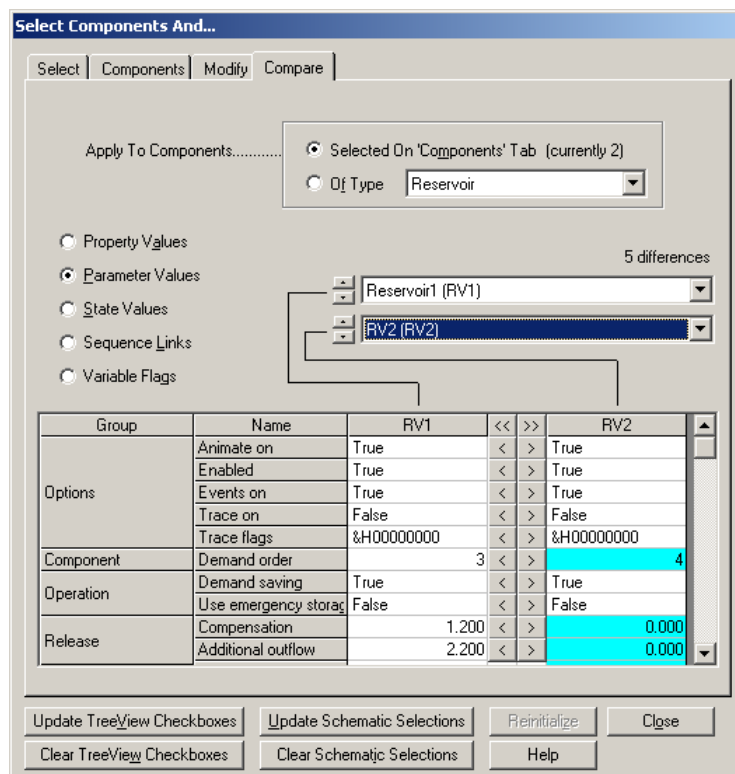 Select Components And...
Select Components Modify Compare
Apply To Components............ Selected On 'Components' Tab (currently 2)
Of Type Reservoir
Property Values
5 differences
Parameter Values
Reservoir1 (RV1)
State Values
RV2 (RV2)
Sequence Links
Variable Flags
Group Name RV1 << >> RV2
Options Animate on True < > True
Enabled True < > True
Events on True < > True
Trace on False < > False
Trace flags &H00000000 < > &H00000000
Component Demand order 3 < > 4
Operation Demand saving True < > True
Use emergency storag False < > False
Release Compensation 1.200 < > 0.000
Additional outflow 2.200 < > 0.000
Update TreeView Checkboxes Update Schematic Selections Reinitialize Close
Clear TreeView Checkboxes Clear Schematic Selections Help